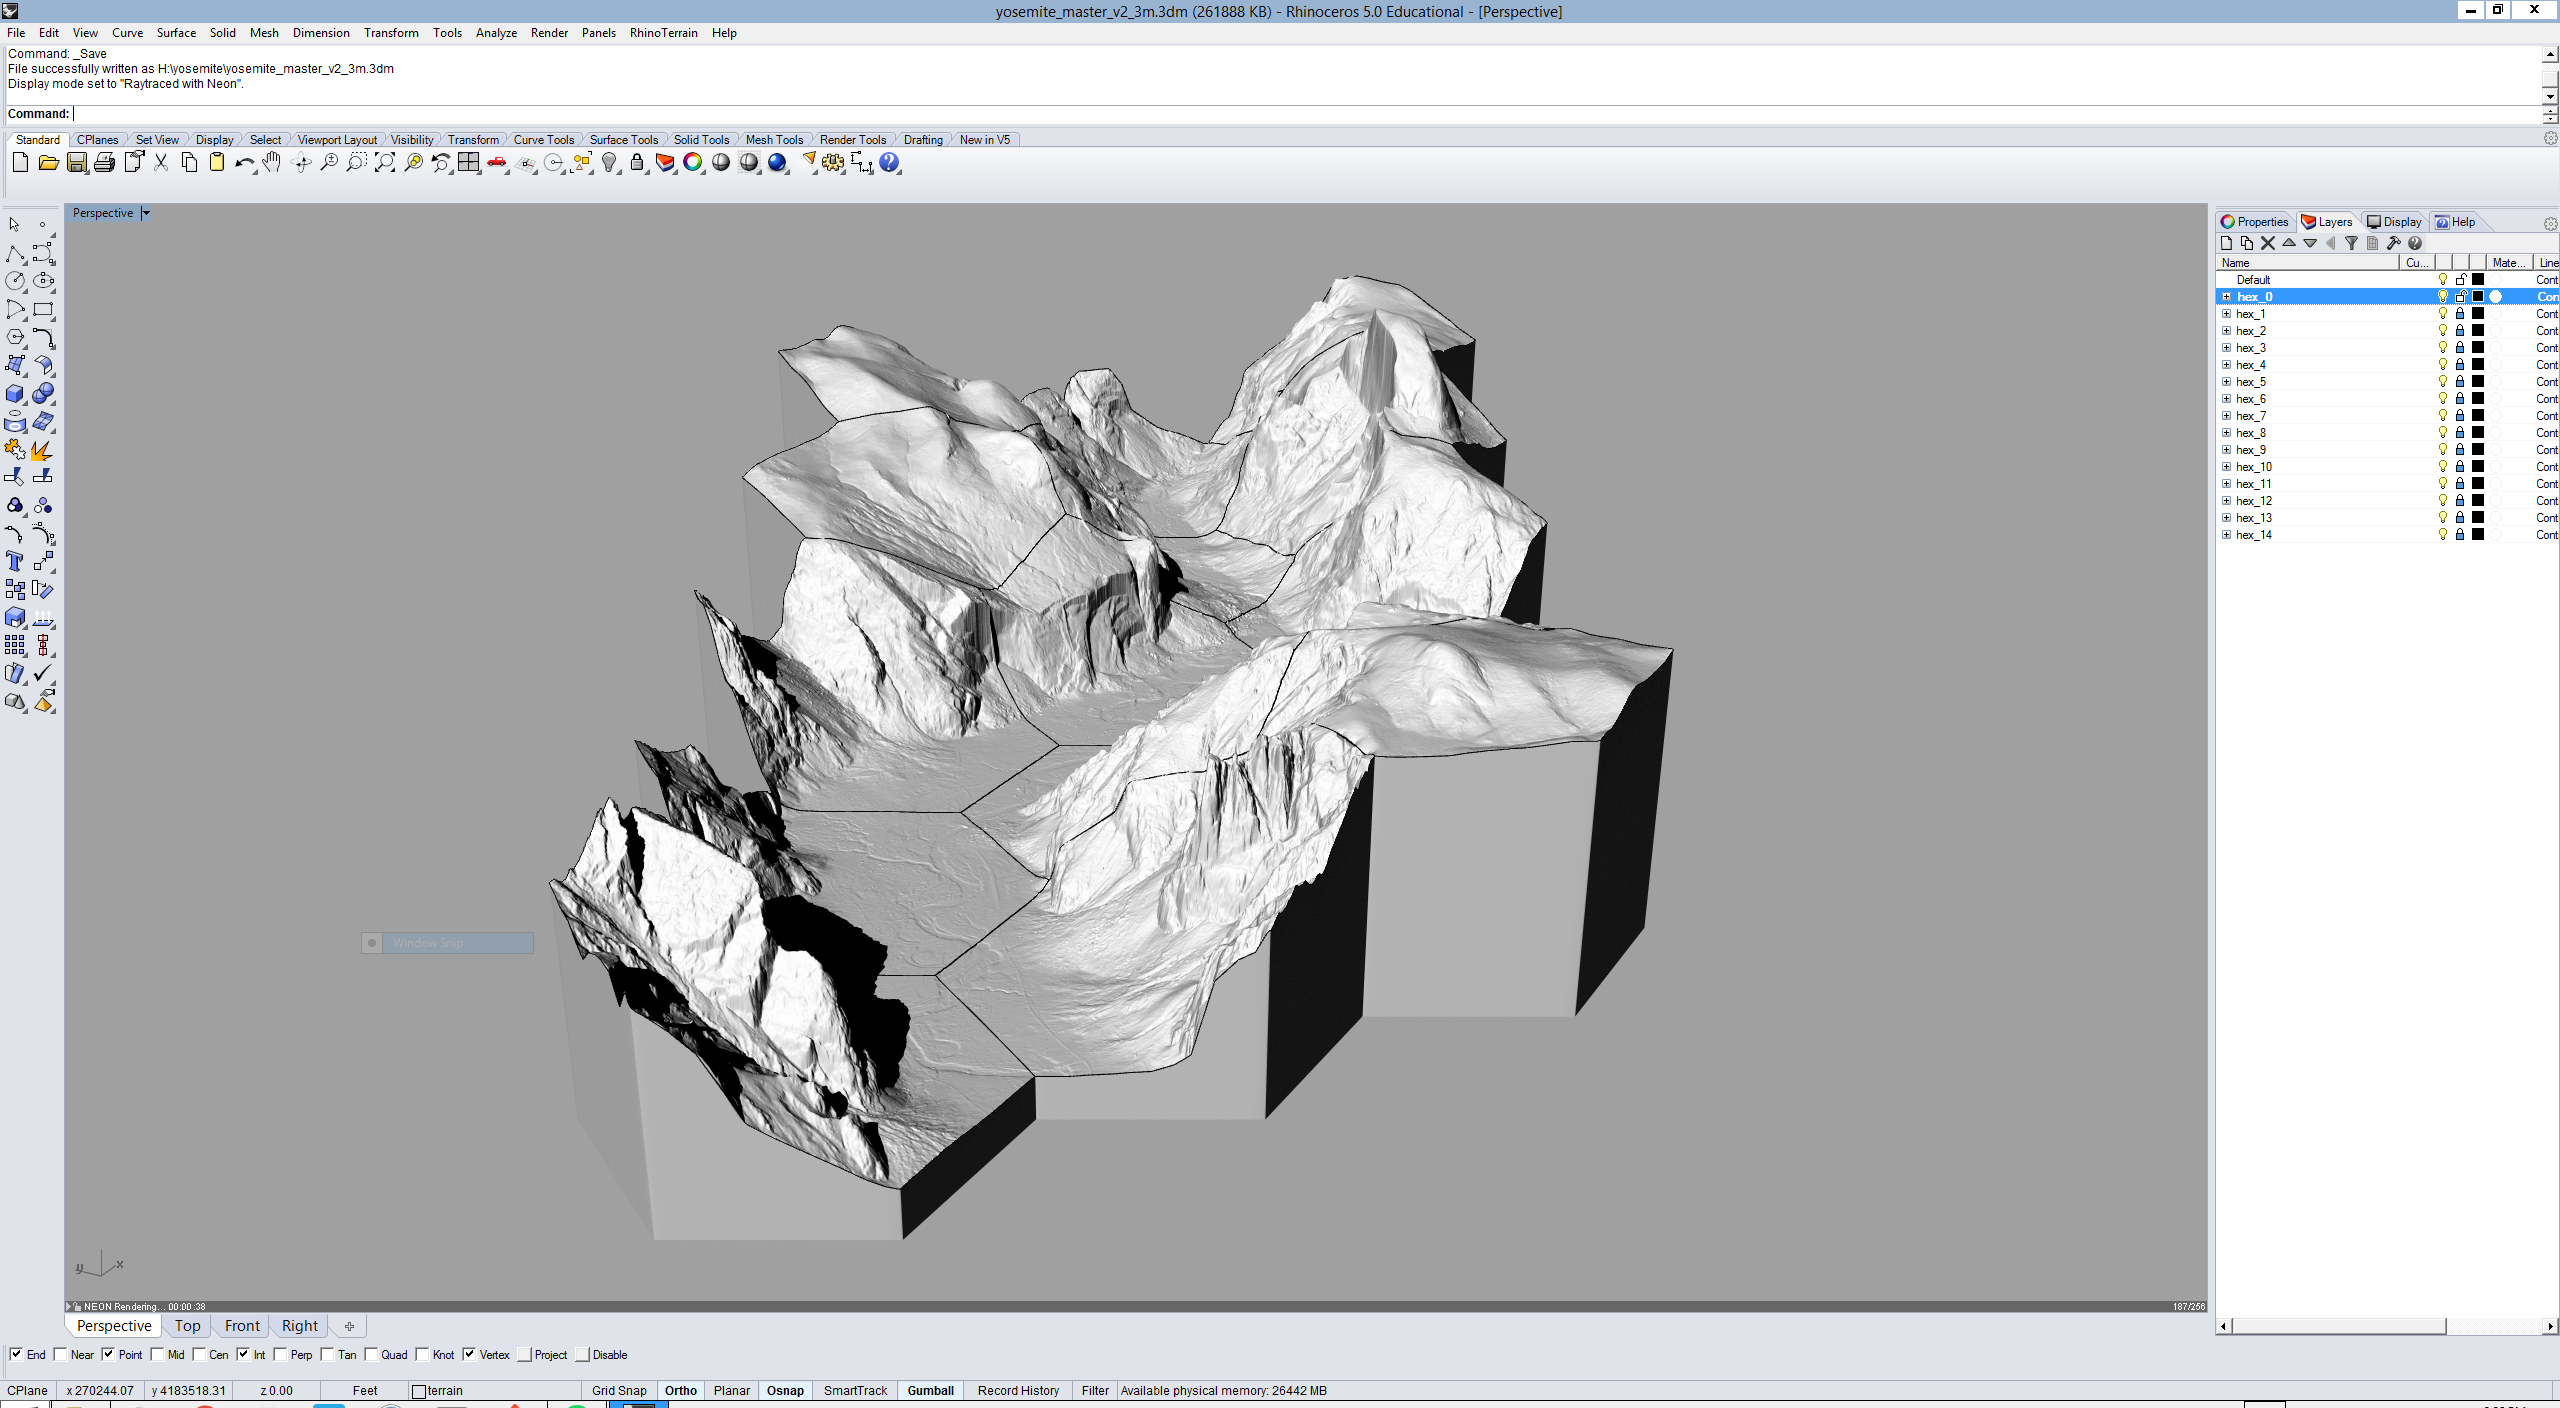 yosemite_master_v2_3m.3dm (261888 KB) - Rhinoceros 5.0 Educational - [Perspective]
File Edit View Curve Surface Solid Mesh Dimension Transform Tools Analyze Render Panels RhinoTerrain Help
Command: _Save
File successfully written as H:\yosemite\yosemite_master_v2_3m.3dm
Display mode set to "Raytraced with Neon".
Command:
Standard CPlanes Set View Display Select Viewport Layout Visibility Transform Curve Tools Surface Tools Solid Tools Mesh Tools Render Tools Drafting New in V5
Perspective
Properties Layers Display Help
Name Cu... Mate... Line
Default Cont
hex_0 Con
hex_1 Cont
hex_2 Cont
hex_3 Cont
hex_4 Cont
hex_5 Cont
hex_6 Cont
hex_7 Cont
hex_8 Cont
hex_9 Cont
hex_10 Cont
hex_11 Cont
hex_12 Cont
hex_13 Cont
hex_14 Cont
Window Snip
y x
NEON Rendering... 00:00:38 187/256
Perspective Top Front Right
End Near Point Mid Cen Int Perp Tan Quad Knot Vertex Project Disable
CPlane x 270244.07 y 4183518.31 z 0.00 Feet terrain Grid Snap Ortho Planar Osnap SmartTrack Gumball Record History Filter Available physical memory: 26442 MB